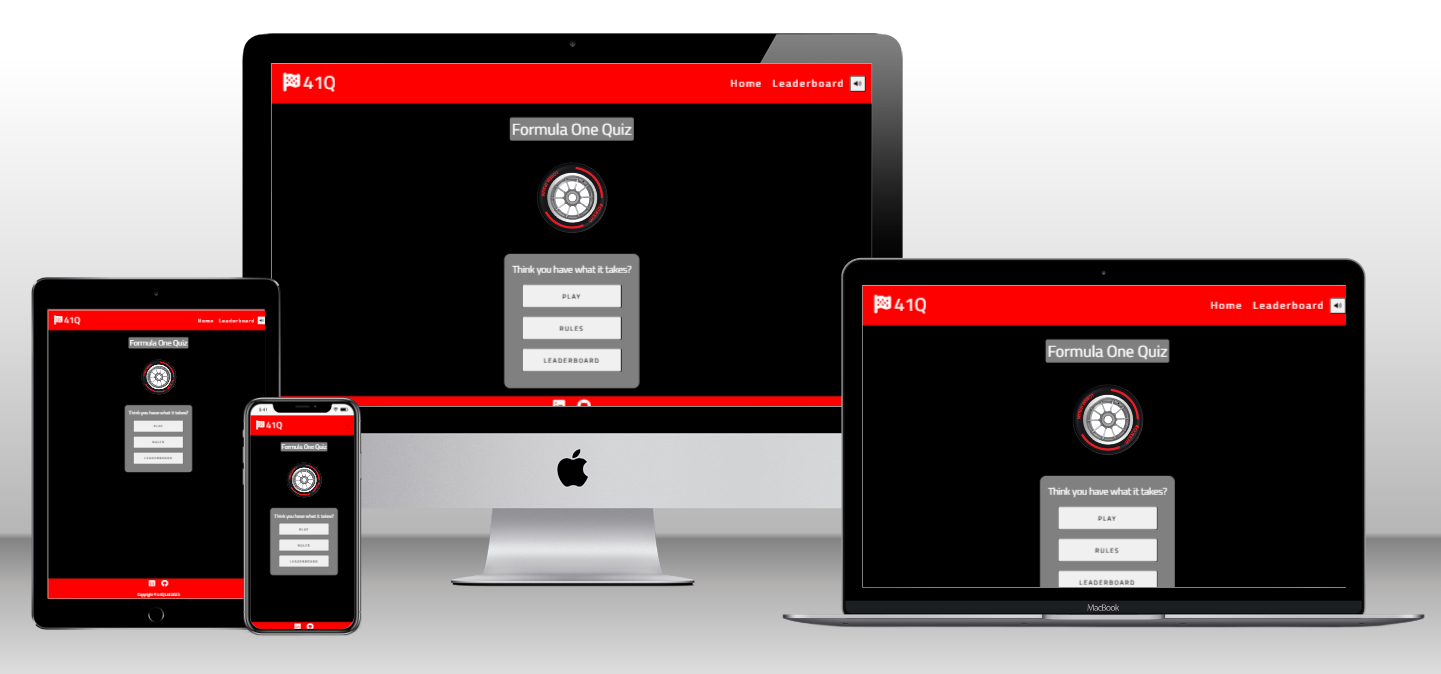 41Q
Home Leaderboard
Formula One Quiz
Think you have what it takes?
PLAY
RULES
LEADERBOARD
41Q
Home Leaderboard
Formula One Quiz
Think you have what it takes?
PLAY
RULES
LEADERBOARD
MacBook
41Q
Home Leaderboard
Formula One Quiz
Think you have what it takes?
PLAY
RULES
LEADERBOARD
41Q
Formula One Quiz
Think you have what it takes?
PLAY
RULES
LEADERBOARD